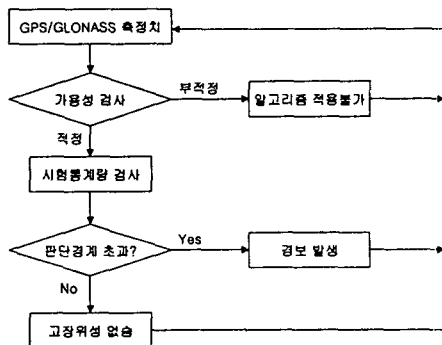 GPS/GLONASS 측정치
가용성 검사
부적정
알고리즘 적용불가
적정
시험통계량 검사
판단경계 초과?
Yes
경보 발생
No
고장위성 없슴